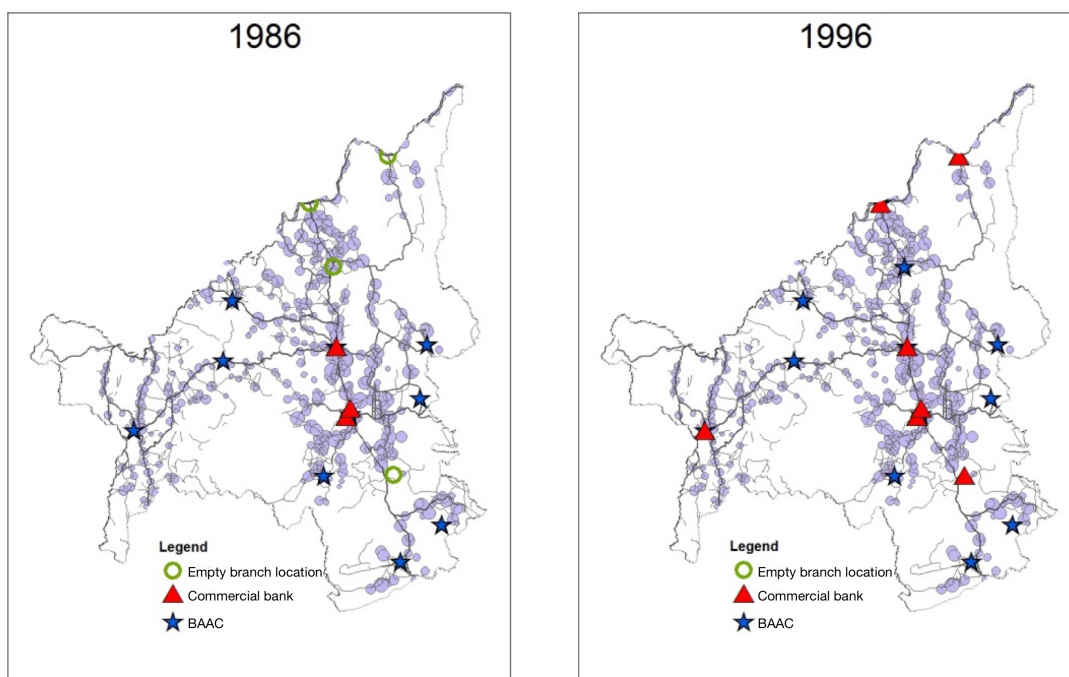 1986
Legend
Empty branch location
Commercial bank
BAAC
1996
Legend
Empty branch location
Commercial bank
BAAC